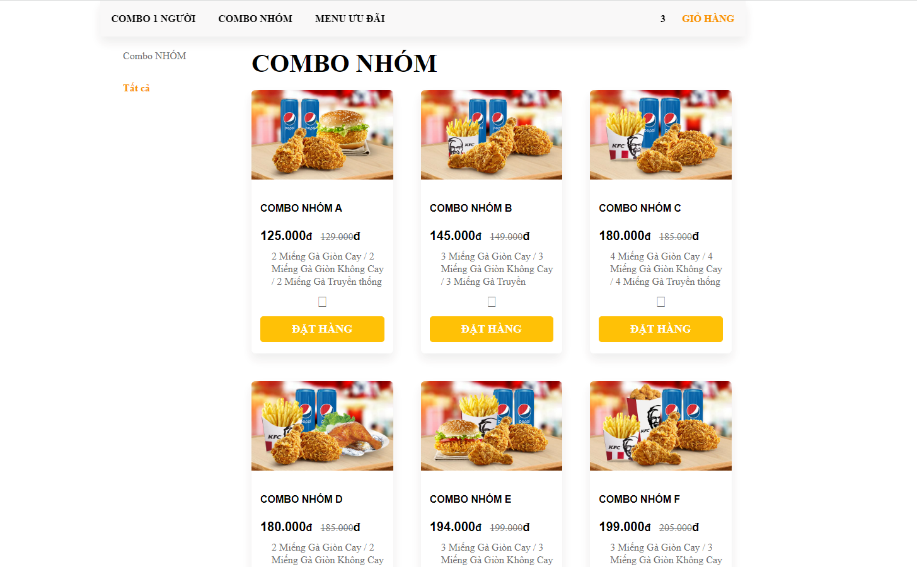 COMBO 1 NGƯỜI COMBO NHÓM MENU ƯU ĐÃI 3 GIỎ HÀNG
Combo NHÓM
Tất cả
COMBO NHÓM
COMBO NHÓM A
125.000đ 129.000đ
2 Miếng Gà Giòn Cay / 2
Miếng Gà Giòn Không Cay
/ 2 Miếng Gà Truyền thống
ĐẶT HÀNG
COMBO NHÓM B
145.000đ 149.000đ
3 Miếng Gà Giòn Cay / 3
Miếng Gà Giòn Không Cay
/ 3 Miếng Gà Truyền
ĐẶT HÀNG
COMBO NHÓM C
180.000đ 185.000đ
4 Miếng Gà Giòn Cay / 4
Miếng Gà Giòn Không Cay
/ 4 Miếng Gà Truyền thống
ĐẶT HÀNG
COMBO NHÓM D
180.000đ 185.000đ
2 Miếng Gà Giòn Cay / 2
Miếng Gà Giòn Không Cay
COMBO NHÓM E
194.000đ 199.000đ
3 Miếng Gà Giòn Cay / 3
Miếng Gà Giòn Không Cay
COMBO NHÓM F
199.000đ 205.000đ
3 Miếng Gà Giòn Cay / 3
Miếng Gà Giòn Không Cay